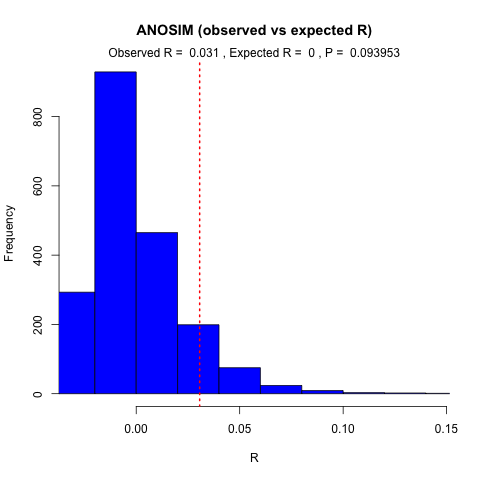 ANOSIM (observed vs expected R)
Observed R =  0.031 , Expected R =  0 , P =  0.093953
800
600
400
200
0
Frequency
0.00 0.05 0.10 0.15
R